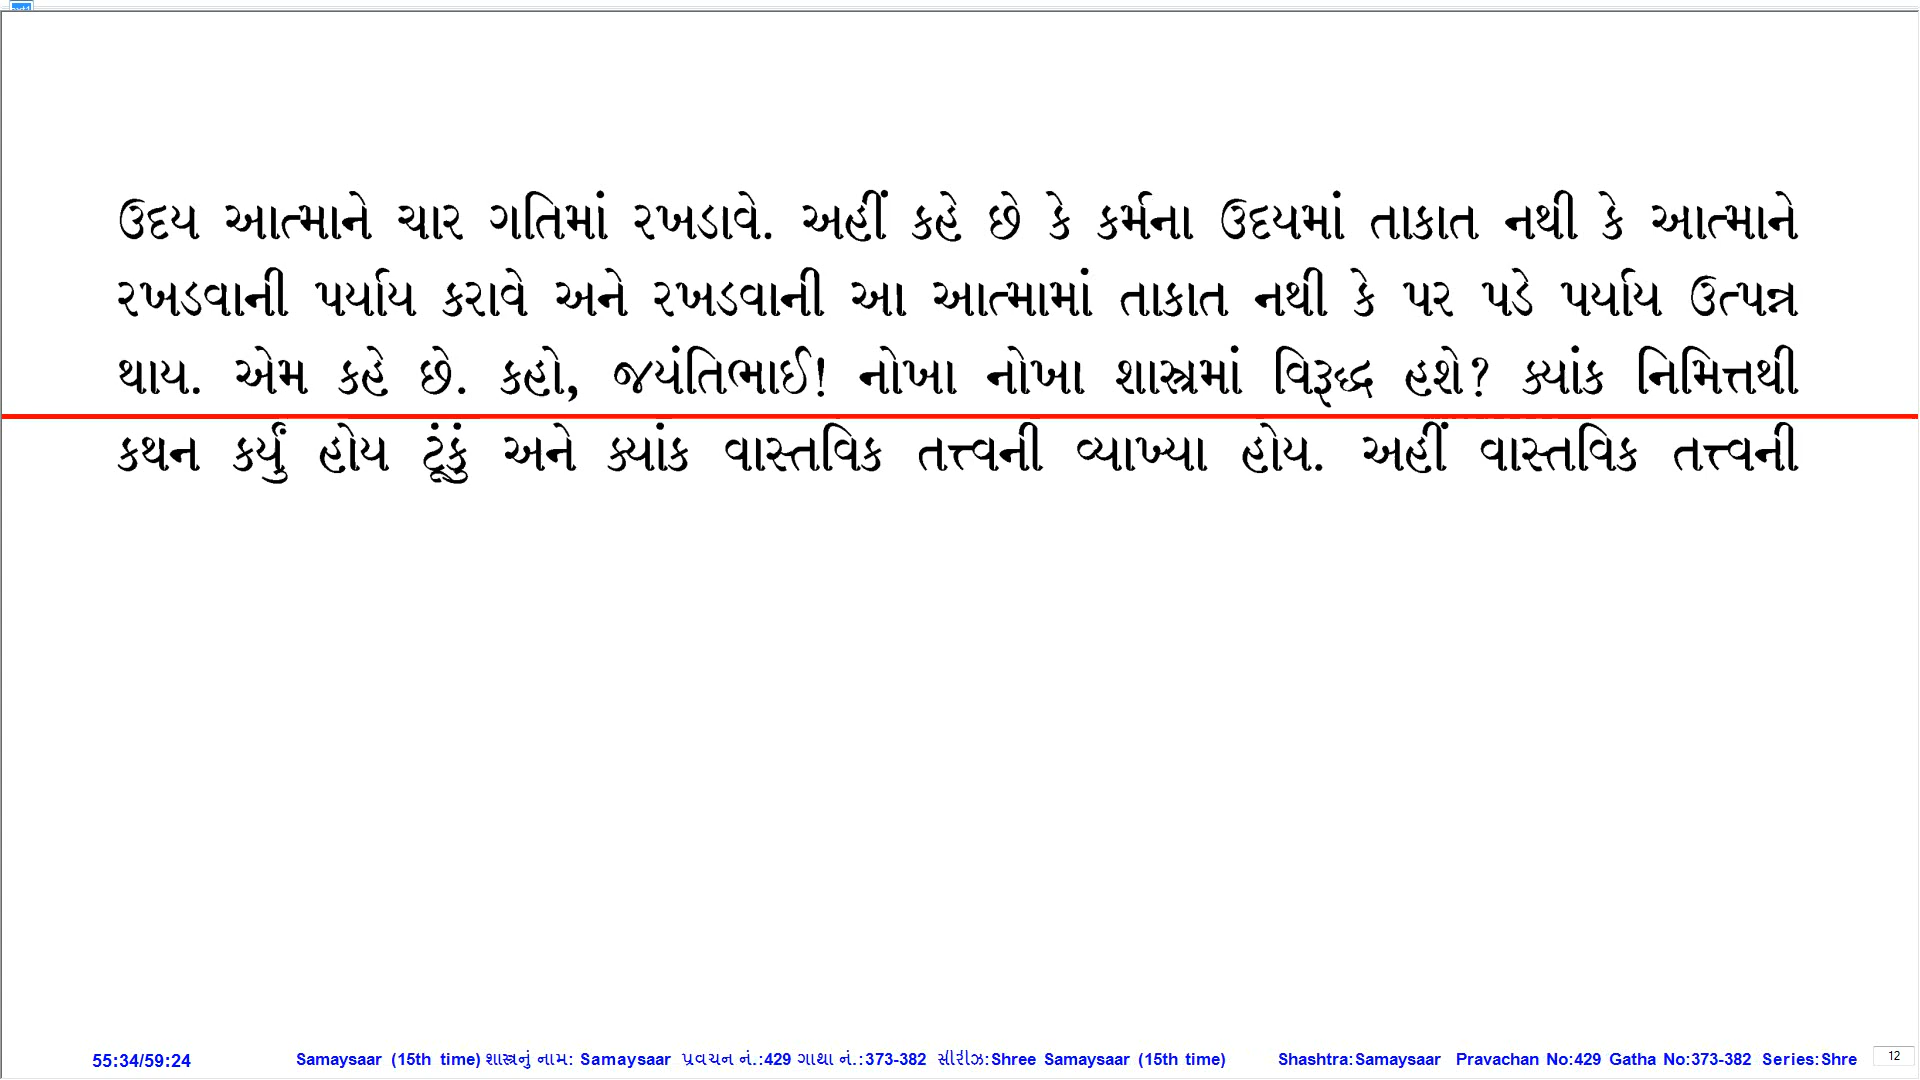 ઉદય આત્માને ચાર ગતિમાં રખડાવે. અહીં કહે છે કે કર્મના ઉદયમાં તાકાત નથી કે આત્માને
રખડવાની પર્યાય કરાવે અને રખડવાની આ આત્મામાં તાકાત નથી કે પર પડે પર્યાય ઉત્પન્ન
થાય. એમ કહે છે. કહો, જયંતિભાઈ! નોખા નોખા શાસ્ત્રમાં વિરૂદ્ધ હશે? ક્યાંક નિમિત્તથી
કથન કર્યું હોય ટૂંકું અને ક્યાંક વાસ્તવિક તત્ત્વની વ્યાખ્યા હોય. અહીં વાસ્તવિક તત્ત્વની
55:34/59:24 Samaysaar (15th time) શાસ્ત્રનું નામ: Samaysaar પ્રવચન નં.:429 ગાથા નં.:373-382 સીરીઝ:Shree Samaysaar (15th time) Shashtra:Samaysaar Pravachan No:429 Gatha No:373-382 Series:Shre 12